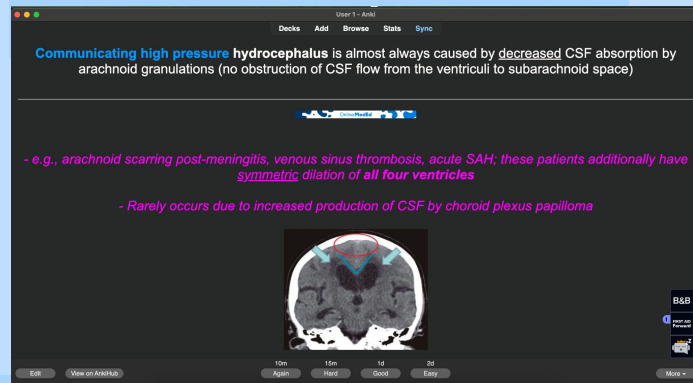 User 1 - Anki
Decks Add Browse Stats Sync
Communicating high pressure hydrocephalus is almost always caused by decreased CSF absorption by
arachnoid granulations (no obstruction of CSF flow from the ventriculi to subarachnoid space)
OnlineMedEd
- e.g., arachnoid scarring post-meningitis, venous sinus thrombosis, acute SAH; these patients additionally have
symmetric dilation of all four ventricles
- Rarely occurs due to increased production of CSF by choroid plexus papilloma
B&B
FIRST AID
Forward
10m 15m 1d 2d
Edit View on AnkiHub Again Hard Good Easy More